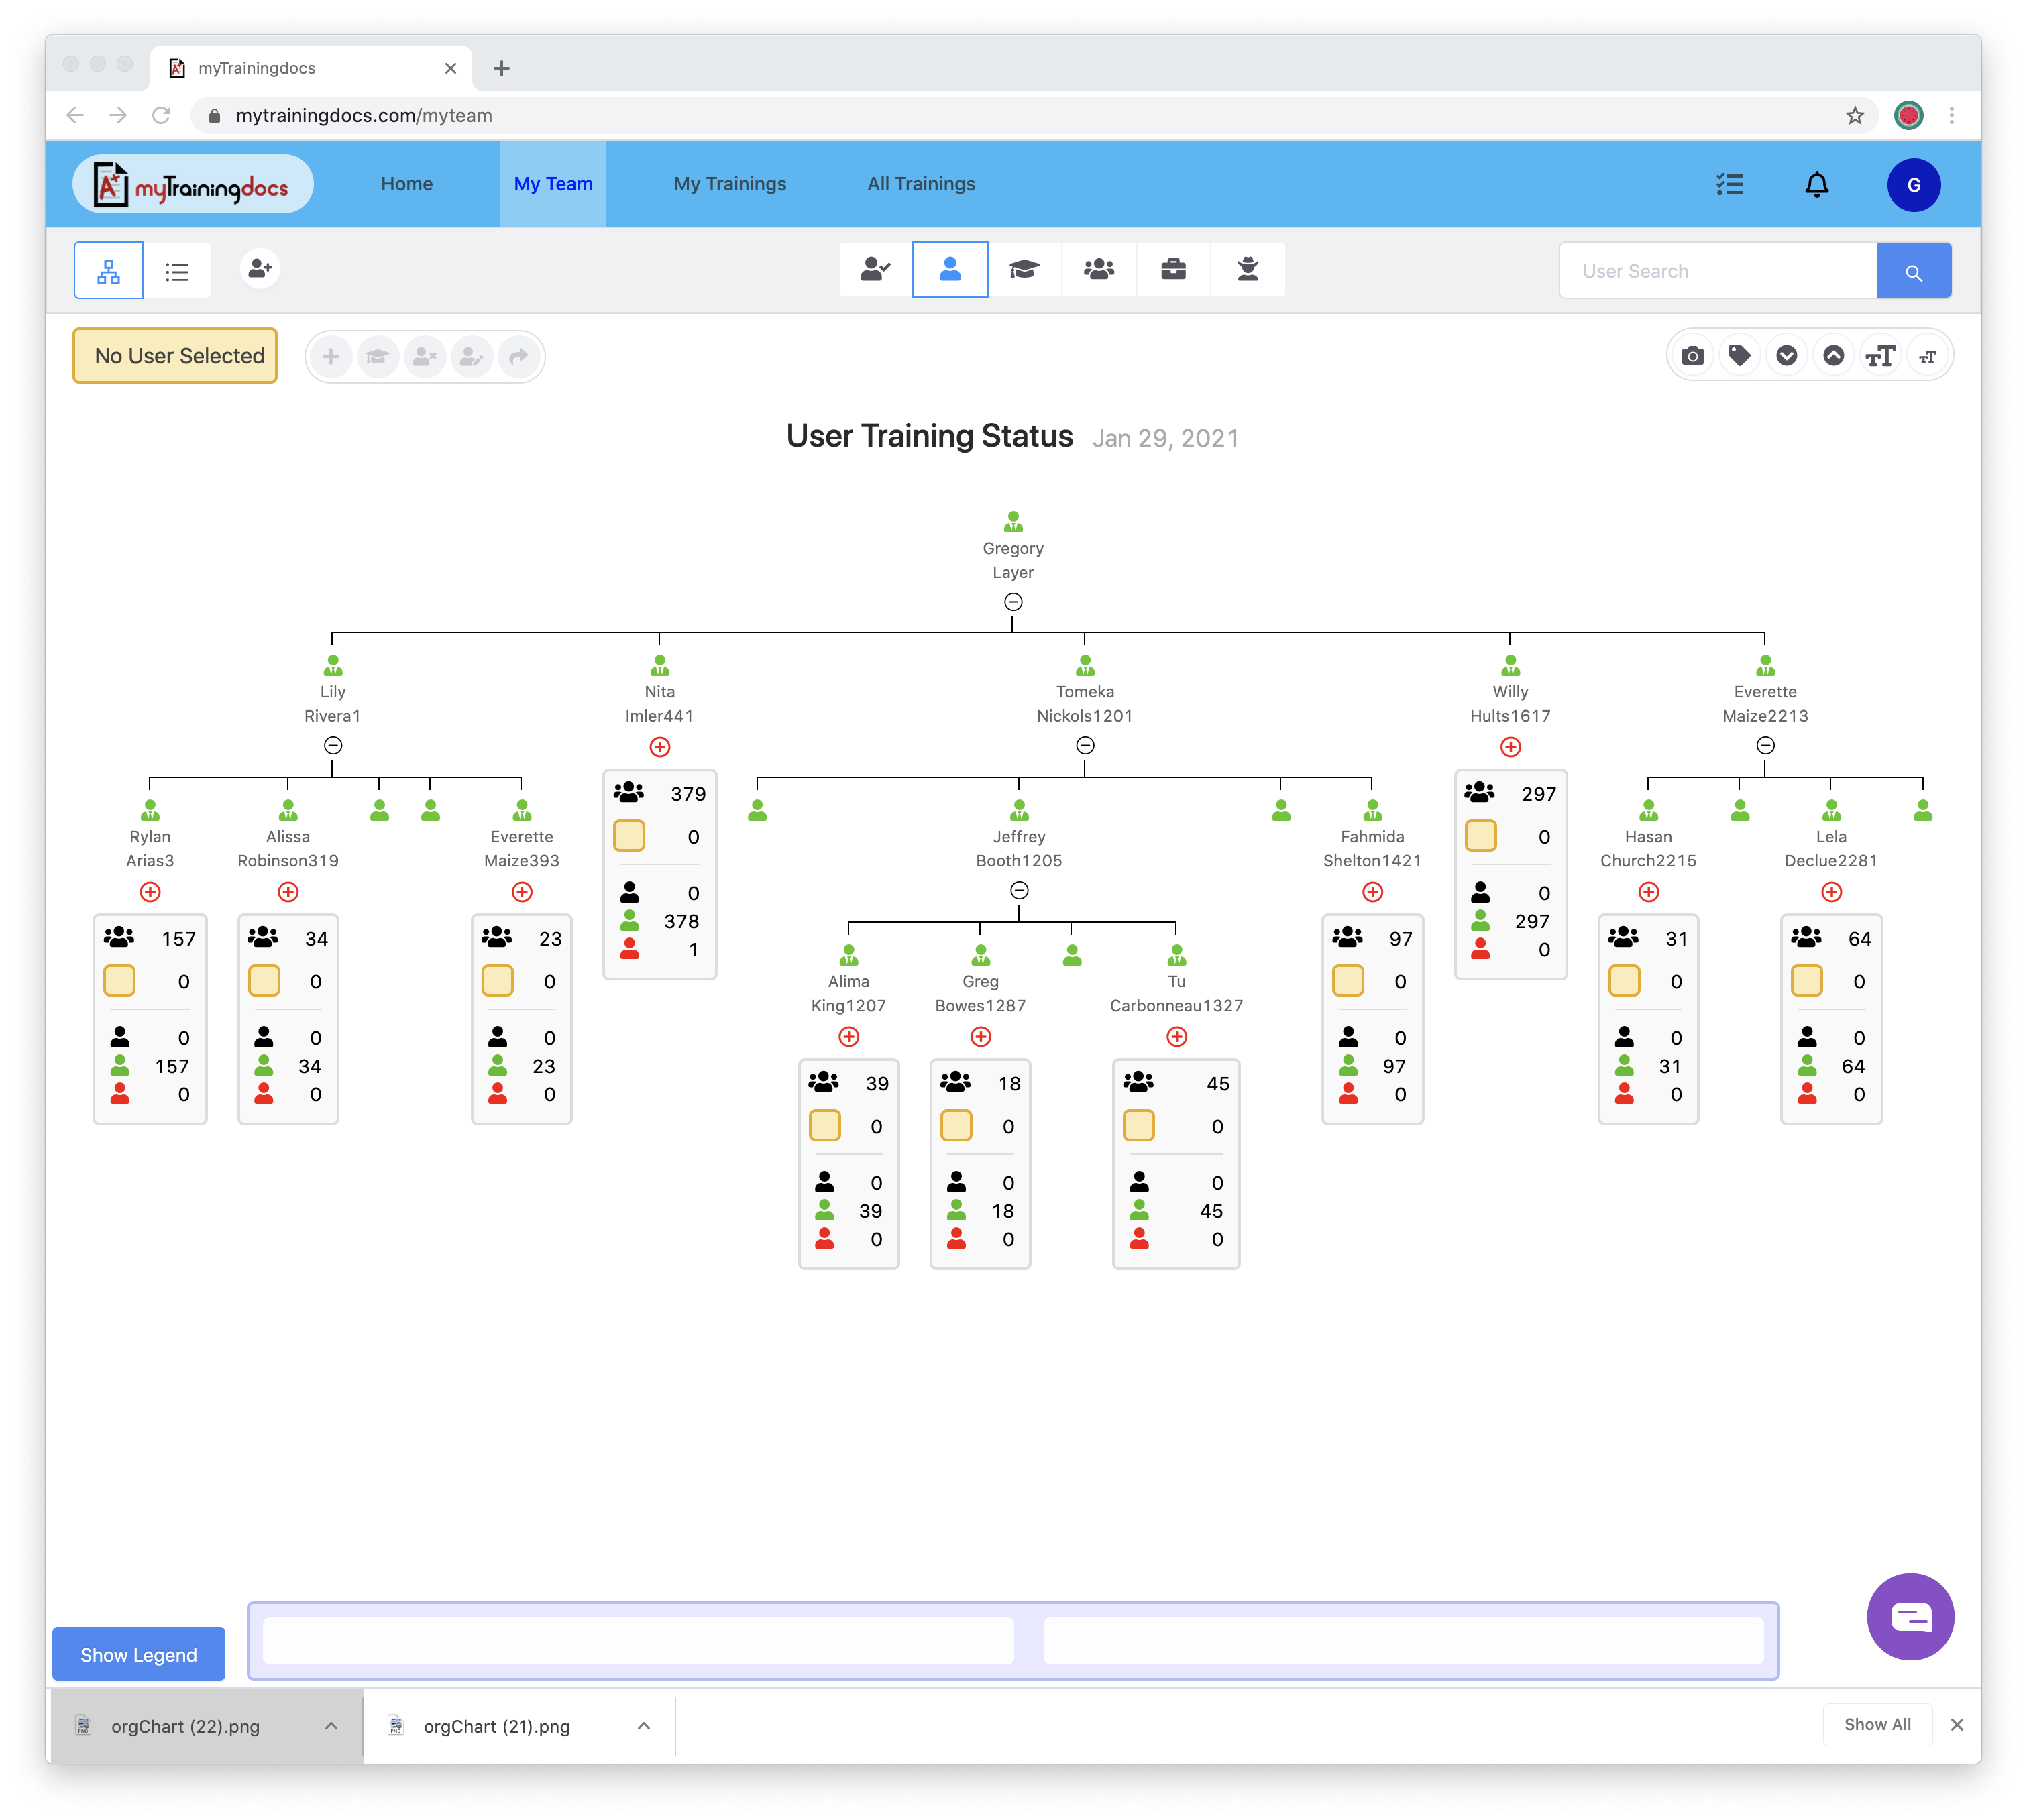 myTrainingdocs
mytrainingdocs.com/myteam
A+ myTrainingdocs
Home
My Team
My Trainings
All Trainings
G
User Search
No User Selected
User Training Status Jan 29, 2021
Gregory
Layer
Lily
Rivera1
Nita
Imler441
Tomeka
Nickols1201
Willy
Hults1617
Everette
Maize2213
379
0
0
378
1
297
0
0
297
0
Rylan
Arias3
Alissa
Robinson319
Everette
Maize393
Jeffrey
Booth1205
Fahmida
Shelton1421
Hasan
Church2215
Lela
Declue2281
157
0
0
157
0
34
0
0
34
0
23
0
0
23
0
Alima
King1207
Greg
Bowes1287
Tu
Carbonneau1327
39
0
0
39
0
18
0
0
18
0
45
0
0
45
0
97
0
0
97
0
31
0
0
31
0
64
0
0
64
0
Show Legend
orgChart (22).png
orgChart (21).png
Show All